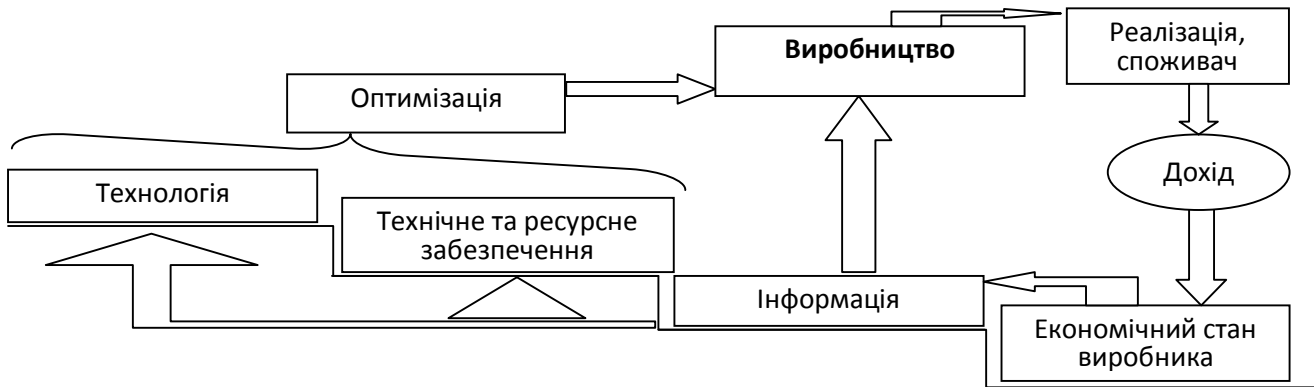 Виробництво
Реалізація,
споживач
Оптимізація
Дохід
Технологія
Технічне та ресурсне
забезпечення
Інформація
Економічний стан
виробника